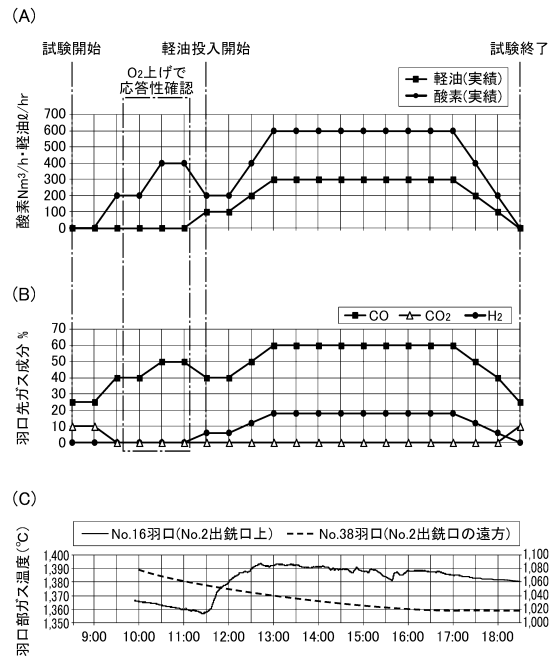 (A)
試験開始 軽油投入開始 試験終了
O₂上げで
応答性確認
軽油(実績)
酸素(実績)
酸素Nm³/h・軽油ℓ/hr
700
600
500
400
300
200
100
0
(B)
CO CO₂ H₂
羽口先ガス成分 %
70
60
50
40
30
20
10
0
(C)
No.16羽口(No.2出銑口上) No.38羽口(No.2出銑口の遠方)
羽口部ガス温度(℃)
1,400 1,100
1,390 1,080
1,380 1,060
1,370 1,040
1,360 1,020
1,350 1,000
9:00 10:00 11:00 12:00 13:00 14:00 15:00 16:00 17:00 18:00